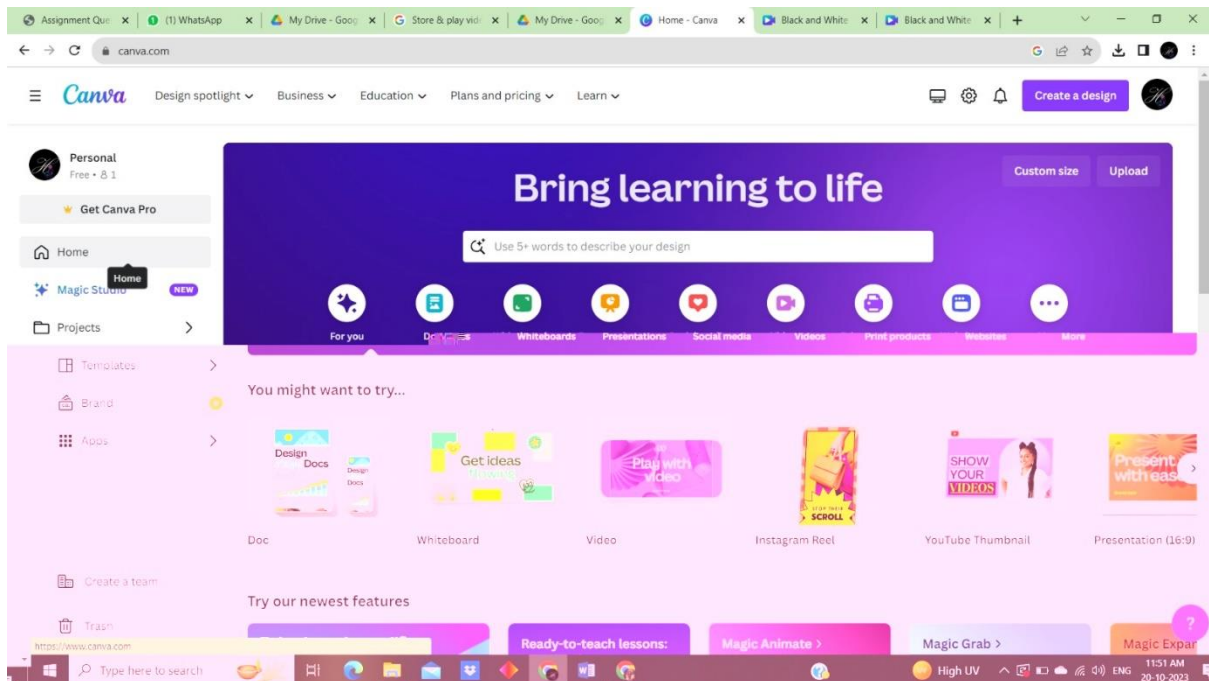 Assignment Que
(1) WhatsApp
My Drive - Goog
Store & play vide
My Drive - Goog
Home - Canva
Black and White
Black and White
canva.com
Canva
Design spotlight
Business
Education
Plans and pricing
Learn
Create a design
Personal
Free • 1
Get Canva Pro
Home
Home
Magic Studio
NEW
Projects
Templates
Brand
Apps
Create a team
Trash
https://www.canva.com
Bring learning to life
Custom size
Upload
Use 5+ words to describe your design
For you
Whiteboards
Presentations
Social media
Videos
Print products
Websites
More
You might want to try...
Design
Docs
Design
Docs
Get ideas
flowing
Play with
video
SCROLL
SHOW
YOUR
VIDEOS
Present
with ease
Doc
Whiteboard
Video
Instagram Reel
YouTube Thumbnail
Presentation (16:9)
Try our newest features
Ready-to-teach lessons:
Magic Animate >
Magic Grab >
Magic Expan
?
Type here to search
High UV
ENG
11:51 AM
20-10-2023